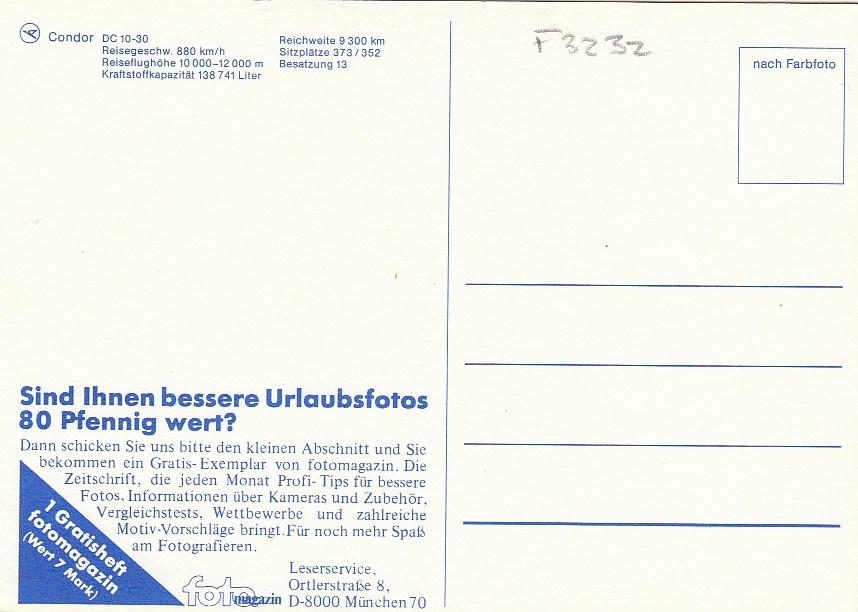 Condor DC 10-30
Reisegeschw. 880 km/h
Reiseflughöhe 10 000–12 000 m
Kraftstoffkapazität 138 741 Liter
Reichweite 9 300 km
Sitzplätze 373 / 352
Besatzung 13
F3232
nach Farbfoto
Sind Ihnen bessere Urlaubsfotos
80 Pfennig wert?
Dann schicken Sie uns bitte den kleinen Abschnitt und Sie
bekommen ein Gratis-Exemplar von fotomagazin. Die
Zeitschrift, die jeden Monat Profi-Tips für bessere
Fotos, Informationen über Kameras und Zubehör,
Vergleichstests, Wettbewerbe und zahlreiche
Motiv-Vorschläge bringt. Für noch mehr Spaß
am Fotografieren.
1 Gratisheft
fotomagazin
(Wert 7 Mark)
foto
magazin
Leserservice,
Ortlerstraße 8,
D-8000 München 70